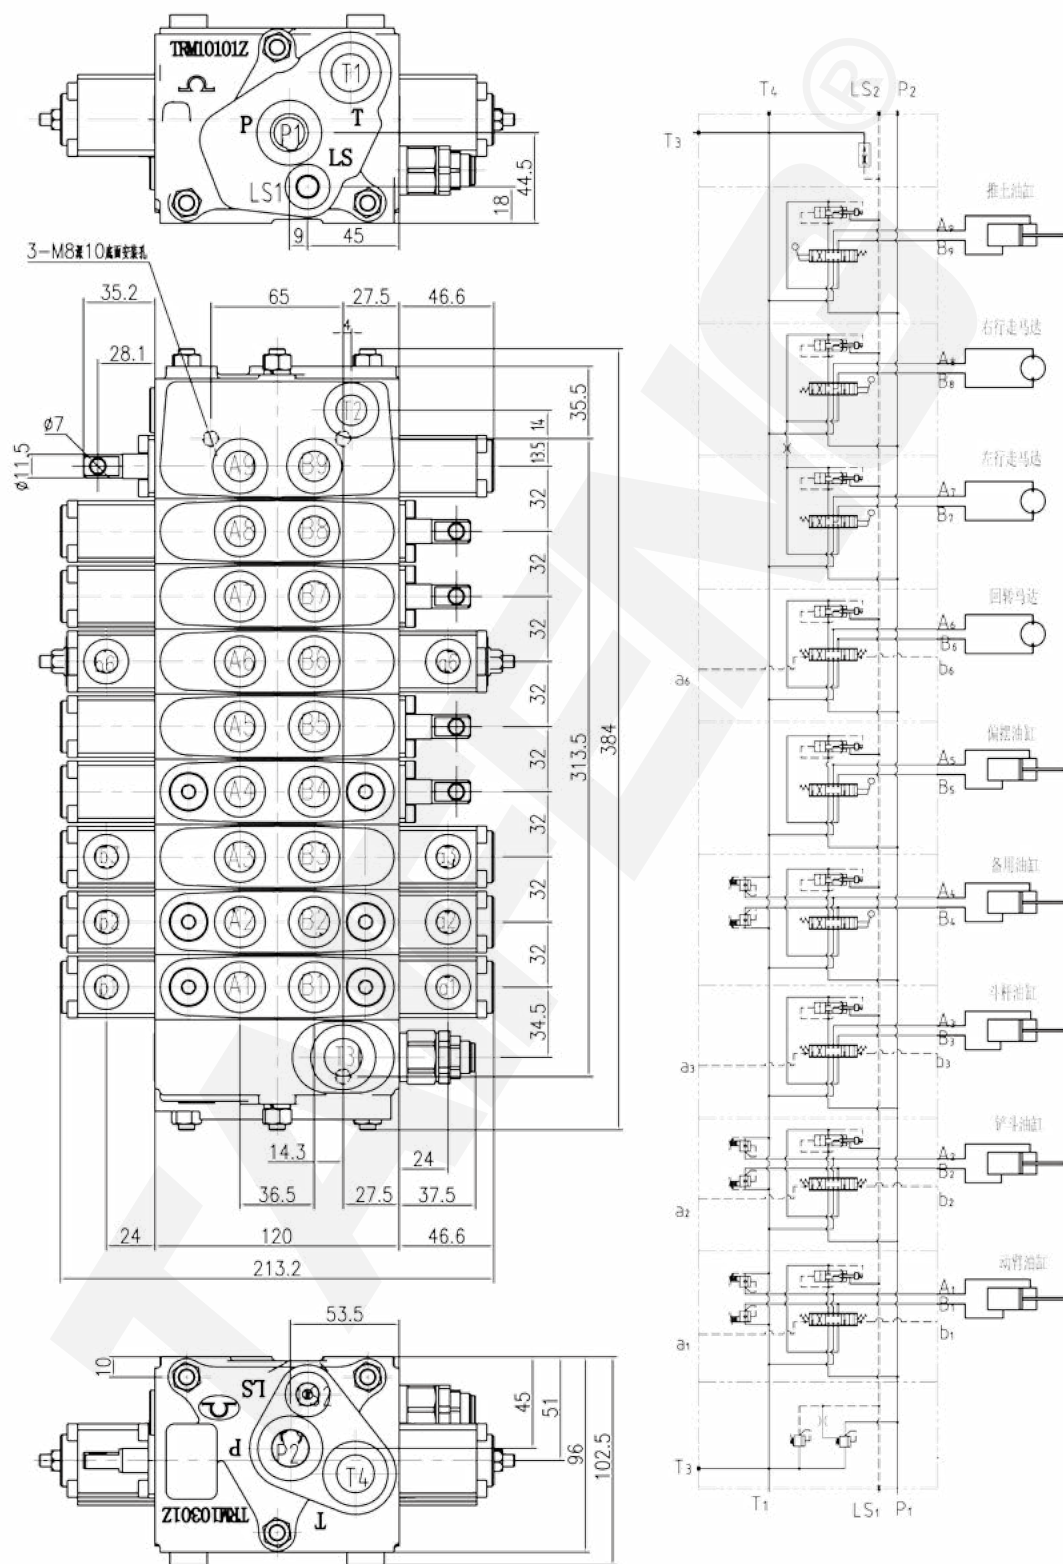 TRM10101Z
T1
P
P1
T
LS
LS1
44.5
18
9
45
3-M8深10底面安装孔
35.2
65
27.5
46.6
4
28.1
T2
35.5
14
ø7
ø11.5
13.5
A9 B9
32
A8 B8
32
A7 B7
32
b6 A6 B6 a6
32
A5 B5
32
384
313.5
A4 B4
32
b3 A3 B3 a3
32
b2 A2 B2 a2
32
b1 A1 B1 a1
34.5
T3
14.3
24
36.5
27.5
37.5
24
120
46.6
213.2
53.5
10
LS
LS2
45
51
P
P2
96
102.5
T4
TRM10301Z
T
TAIFENG
®
T4
LS2
P2
T3
推土油缸
A9
B9
右行走马达
A8
B8
左行走马达
A7
B7
回转马达
A6
B6
a6
b6
偏摆油缸
A5
B5
备用油缸
A4
B4
斗杆油缸
A3
B3
a3
b3
铲斗油缸
A2
B2
a2
b2
动臂油缸
A1
B1
a1
b1
T3
T1
LS1
P1